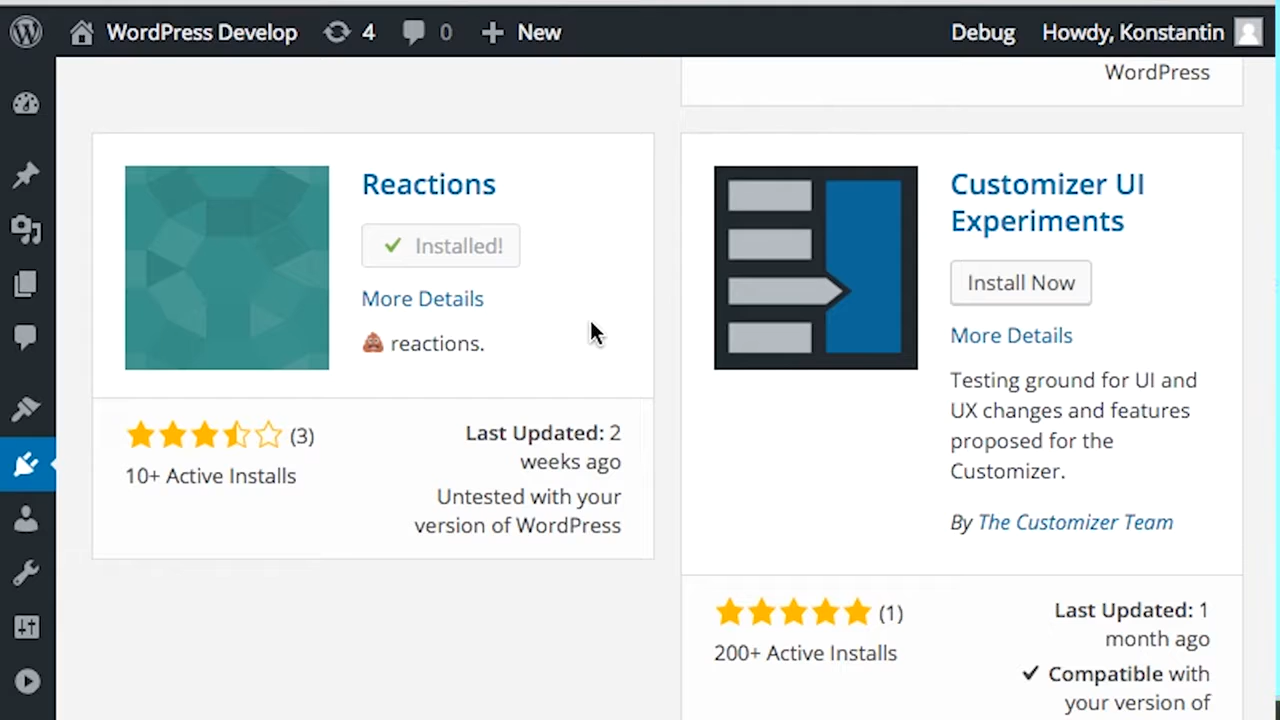 WordPress Develop 4 0 New Debug Howdy, Konstantin
WordPress
Reactions
Installed!
More Details
💩 reactions.
(3)
10+ Active Installs
Last Updated: 2
weeks ago
Untested with your
version of WordPress
Customizer UI
Experiments
Install Now
More Details
Testing ground for UI and
UX changes and features
proposed for the
Customizer.
By The Customizer Team
(1)
200+ Active Installs
Last Updated: 1
month ago
Compatible with
your version of